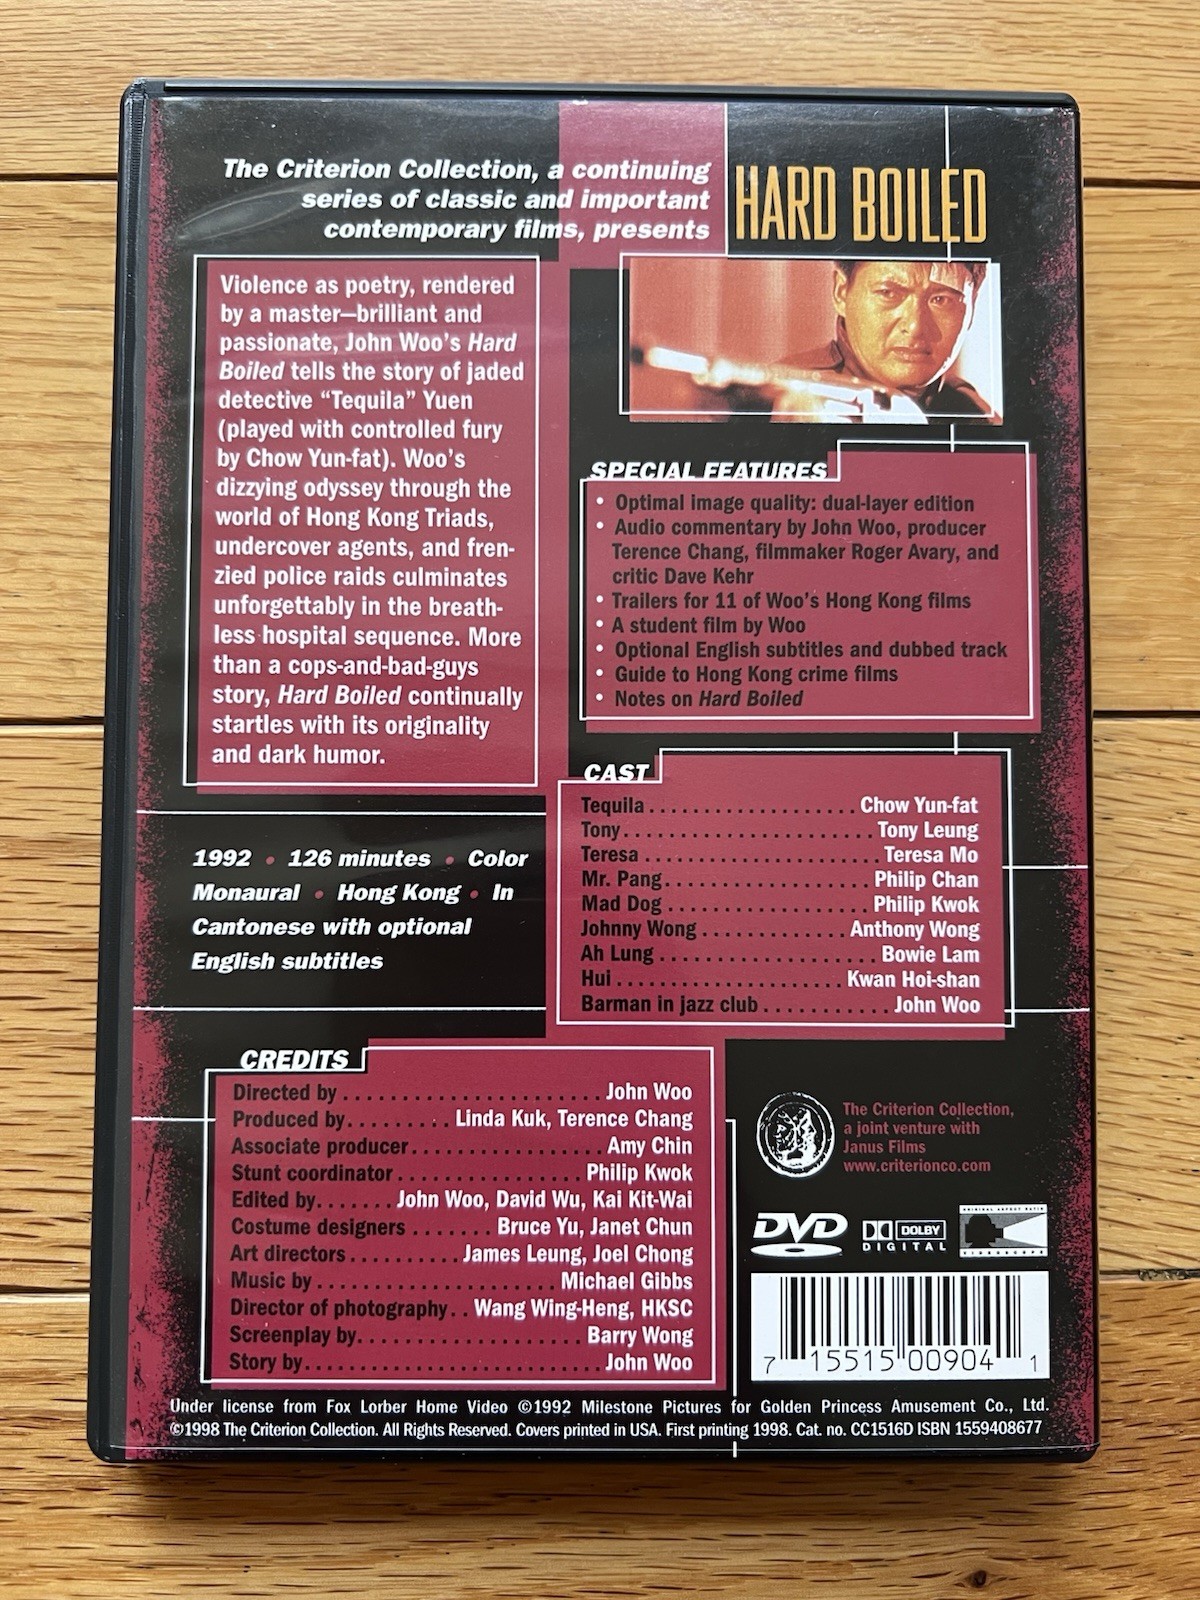 The Criterion Collection, a continuing
series of classic and important
contemporary films, presents
HARD BOILED
Violence as poetry, rendered
by a master—brilliant and
passionate, John Woo's Hard
Boiled tells the story of jaded
detective "Tequila" Yuen
(played with controlled fury
by Chow Yun-fat). Woo's
dizzying odyssey through the
world of Hong Kong Triads,
undercover agents, and fren-
zied police raids culminates
unforgettably in the breath-
less hospital sequence. More
than a cops-and-bad-guys
story, Hard Boiled continually
startles with its originality
and dark humor.
SPECIAL FEATURES
• Optimal image quality: dual-layer edition
• Audio commentary by John Woo, producer
Terence Chang, filmmaker Roger Avary, and
critic Dave Kehr
• Trailers for 11 of Woo's Hong Kong films
• A student film by Woo
• Optional English subtitles and dubbed track
• Guide to Hong Kong crime films
• Notes on Hard Boiled
CAST
Tequila . . . . . . . . . . . . . . . . . . . . Chow Yun-fat
Tony . . . . . . . . . . . . . . . . . . . . . . . . Tony Leung
Teresa . . . . . . . . . . . . . . . . . . . . . . . Teresa Mo
Mr. Pang . . . . . . . . . . . . . . . . . . . Philip Chan
Mad Dog . . . . . . . . . . . . . . . . . . . Philip Kwok
Johnny Wong . . . . . . . . . . . . . Anthony Wong
Ah Lung . . . . . . . . . . . . . . . . . . . . . Bowie Lam
Hui . . . . . . . . . . . . . . . . . . . . . . Kwan Hoi-shan
Barman in jazz club . . . . . . . . . . . John Woo
1992 • 126 minutes • Color
Monaural • Hong Kong • In
Cantonese with optional
English subtitles
CREDITS
Directed by . . . . . . . . . . . . . . . . . . . . . . . John Woo
Produced by . . . . . . . . . Linda Kuk, Terence Chang
Associate producer . . . . . . . . . . . . . . . . . Amy Chin
Stunt coordinator . . . . . . . . . . . . . . . . Philip Kwok
Edited by . . . . . . . John Woo, David Wu, Kai Kit-Wai
Costume designers . . . . . . . Bruce Yu, Janet Chun
Art directors . . . . . . . . . . James Leung, Joel Chong
Music by . . . . . . . . . . . . . . . . . . . . . Michael Gibbs
Director of photography . . Wang Wing-Heng, HKSC
Screenplay by . . . . . . . . . . . . . . . . . . . Barry Wong
Story by . . . . . . . . . . . . . . . . . . . . . . . . . . John Woo
The Criterion Collection,
a joint venture with
Janus Films
www.criterionco.com
DVD
DOLBY
DIGITAL
ORIGINAL ASPECT RATIO
VIDEOSCOPE
7 15515 00904 1
Under license from Fox Lorber Home Video ©1992 Milestone Pictures for Golden Princess Amusement Co., Ltd.
©1998 The Criterion Collection. All Rights Reserved. Covers printed in USA. First printing 1998. Cat. no. CC1516D ISBN 1559408677